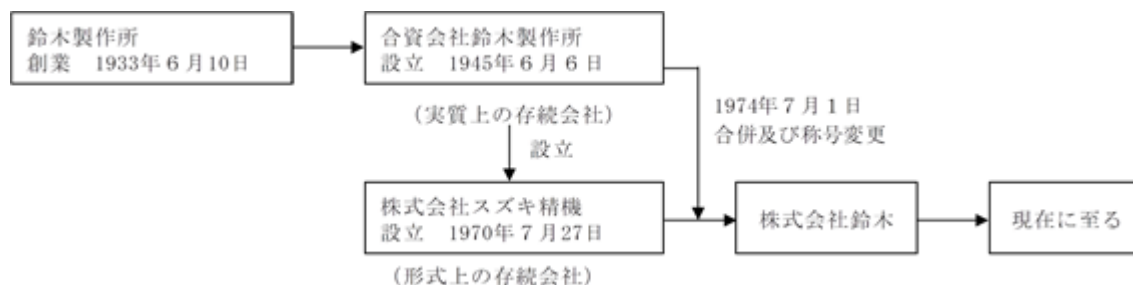 鈴木製作所
創業 1933年6月10日
合資会社鈴木製作所
設立 1945年6月6日
(実質上の存続会社)
設立
1974年7月1日
合併及び称号変更
株式会社スズキ精機
設立 1970年7月27日
(形式上の存続会社)
株式会社鈴木
現在に至る